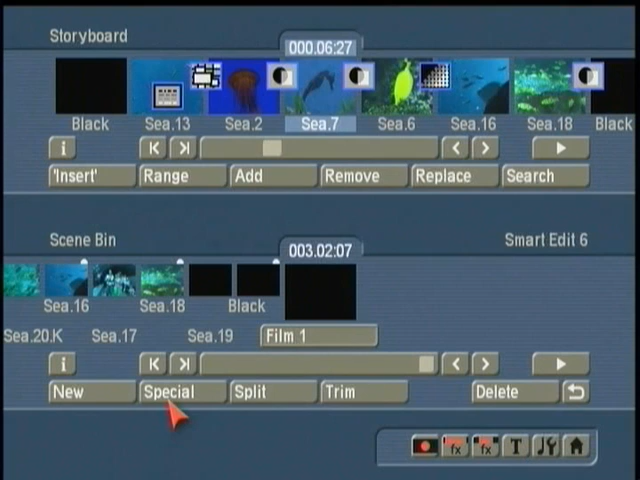 Storyboard
000.06:27
Black Sea.13 Sea.2 Sea.7 Sea.6 Sea.16 Sea.18 Black
i
'Insert' Range Add Remove Replace Search
Scene Bin 003.02:07 Smart Edit 6
Sea.16 Sea.18 Black
Sea.20.K Sea.17 Sea.19 Film 1
i
New Special Split Trim Delete
fx fx T